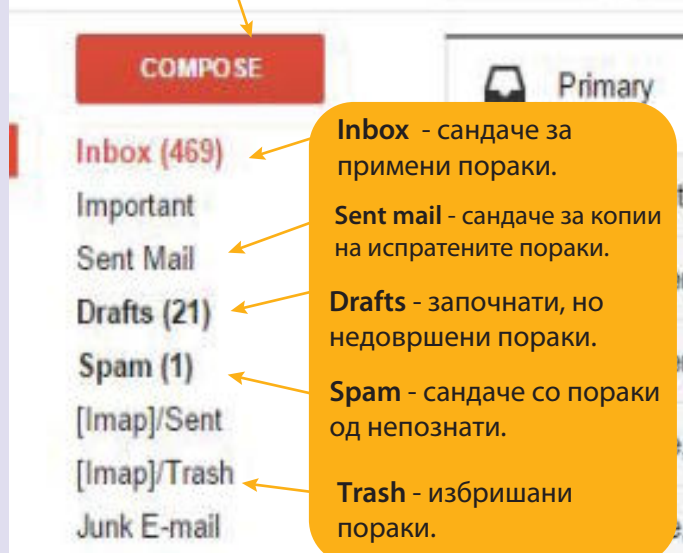 COMPOSE
Primary
Inbox (469)
Important
Sent Mail
Drafts (21)
Spam (1)
[Imap]/Sent
[Imap]/Trash
Junk E-mail
Inbox - сандаче за
примени пораки.
Sent mail - сандаче за копии
на испратените пораки.
Drafts - започнати, но
недовршени пораки.
Spam - сандаче со пораки
од непознати.
Trash - избришани
пораки.